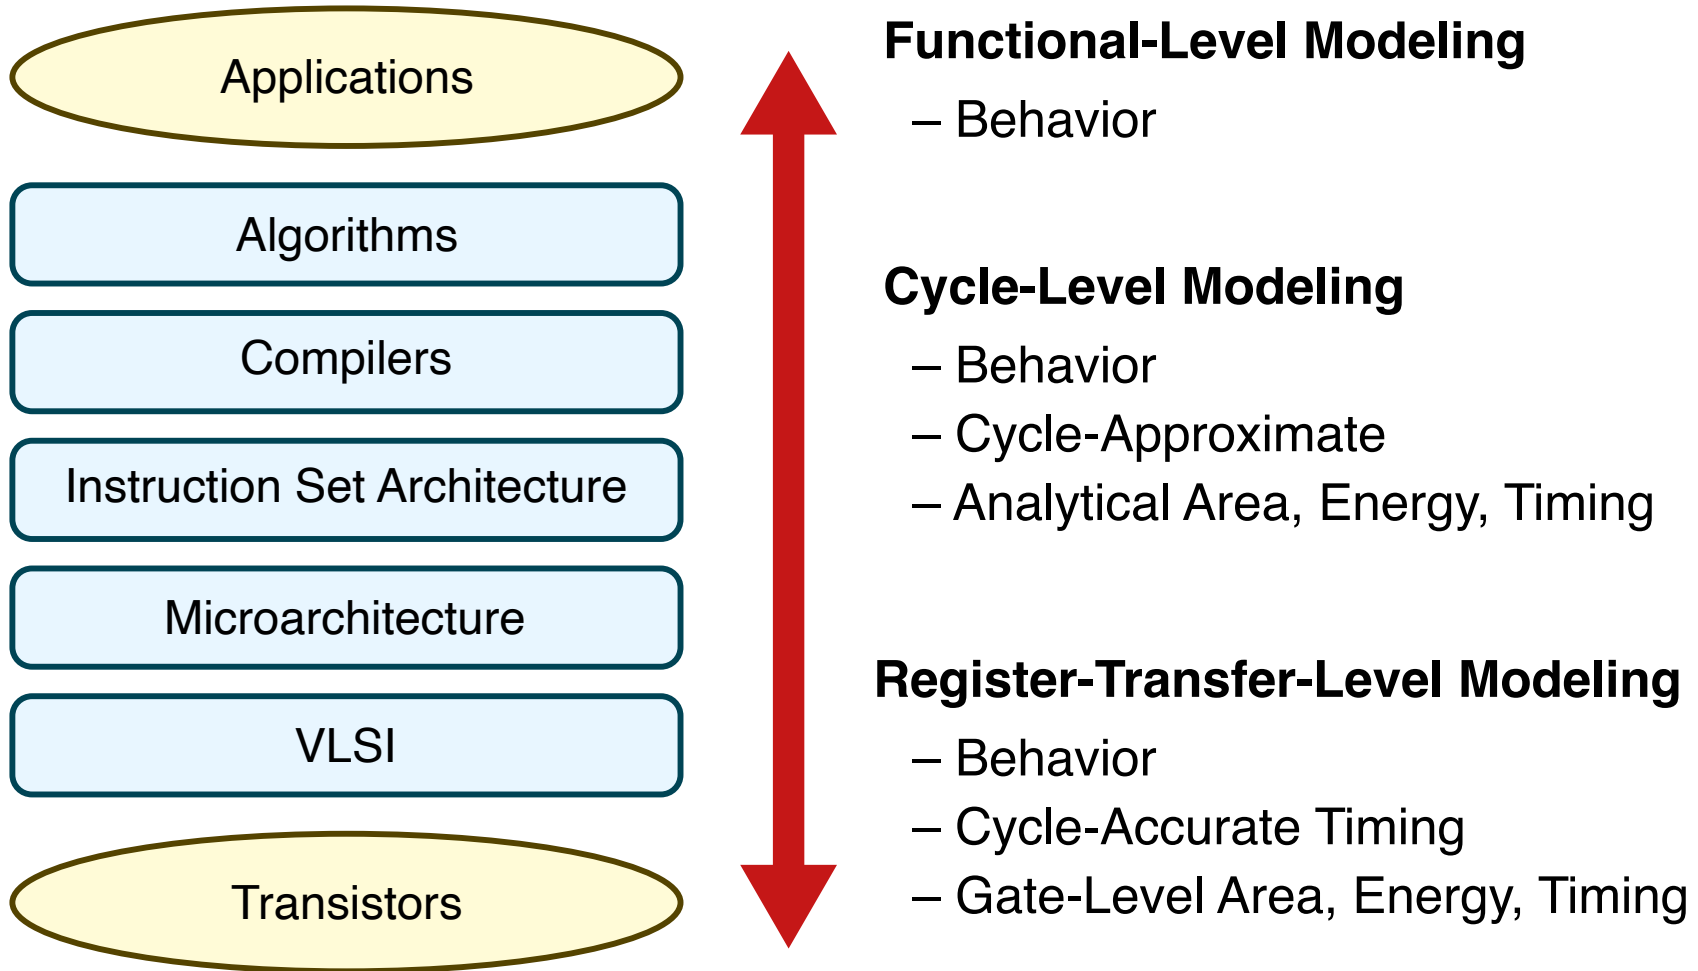 Applications
Algorithms
Compilers
Instruction Set Architecture
Microarchitecture
VLSI
Transistors
Functional-Level Modeling
– Behavior
Cycle-Level Modeling
– Behavior
– Cycle-Approximate
– Analytical Area, Energy, Timing
Register-Transfer-Level Modeling
– Behavior
– Cycle-Accurate Timing
– Gate-Level Area, Energy, Timing